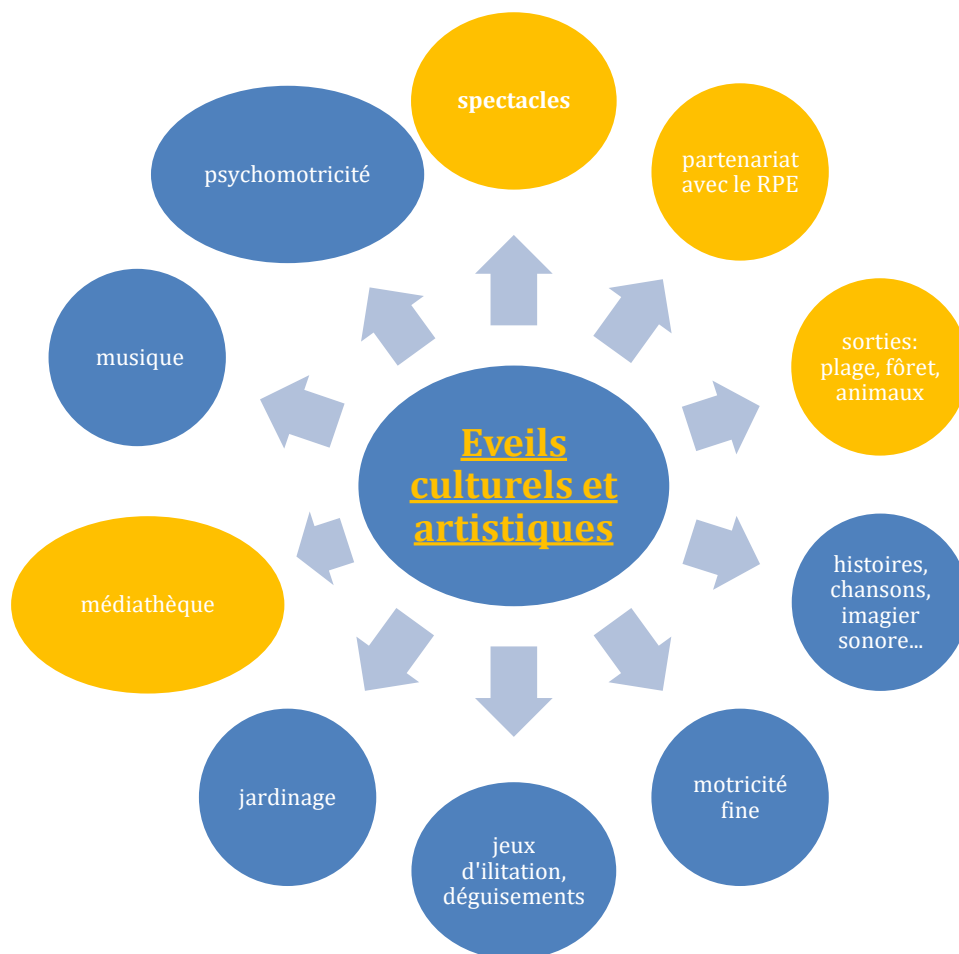 spectacles
partenariat
avec le RPE
sorties:
plage, fôret,
animaux
histoires,
chansons,
imagier
sonore...
motricité
fine
jeux
d'ilitation,
déguisements
jardinage
médiathèque
musique
psychomotricité
Eveils
culturels et
artistiques